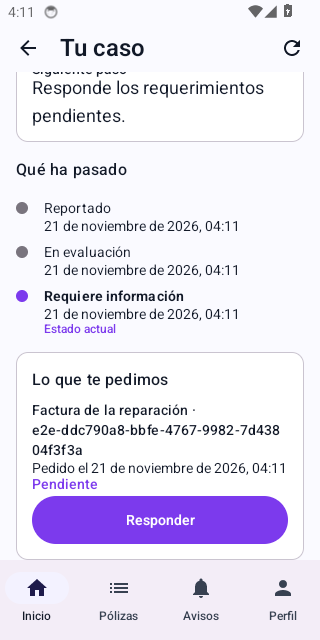 4:11
Tu caso
Siguiente paso
Responde los requerimientos
pendientes.
Qué ha pasado
Reportado
21 de noviembre de 2026, 04:11
En evaluación
21 de noviembre de 2026, 04:11
Requiere información
21 de noviembre de 2026, 04:11
Estado actual
Lo que te pedimos
Factura de la reparación ·
e2e-ddc790a8-bbfe-4767-9982-7d438
04f3f3a
Pedido el 21 de noviembre de 2026, 04:11
Pendiente
Responder
Inicio
Pólizas
Avisos
Perfil